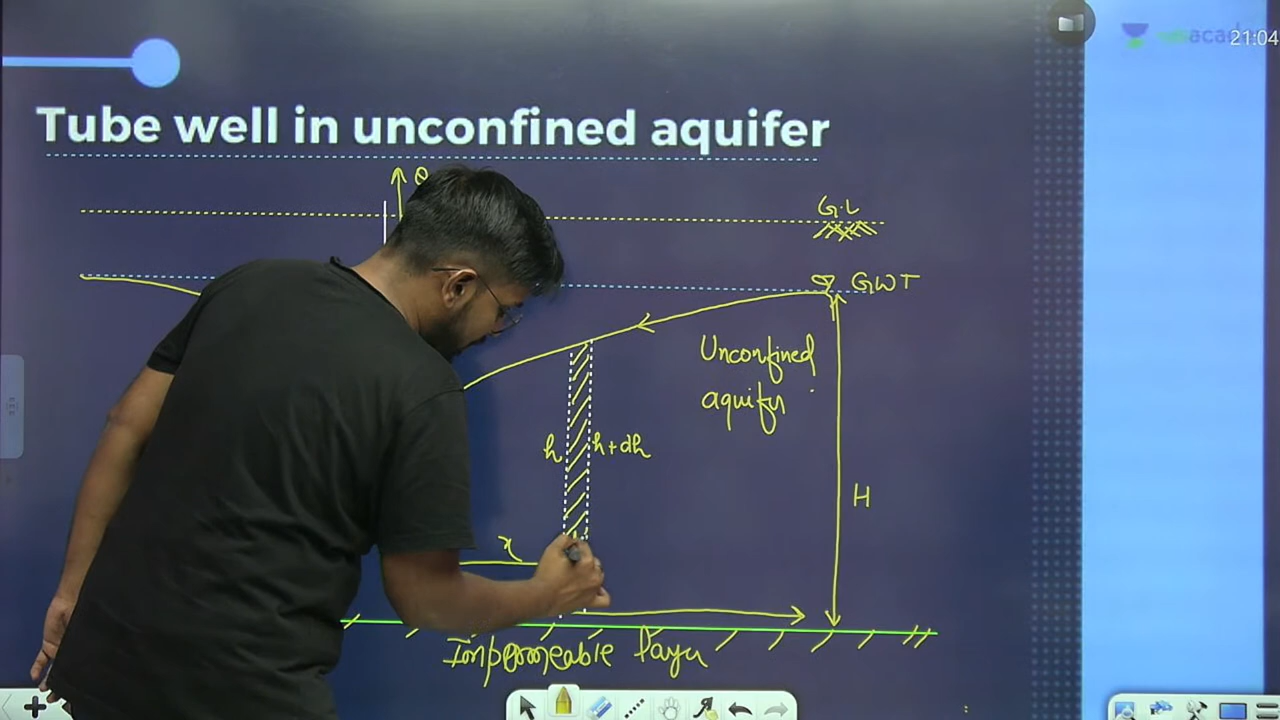 21:04
Tube well in unconfined aquifer
G.L
GWT
Unconfined
aquifer
h
h+dh
H
x
Impermeable layer